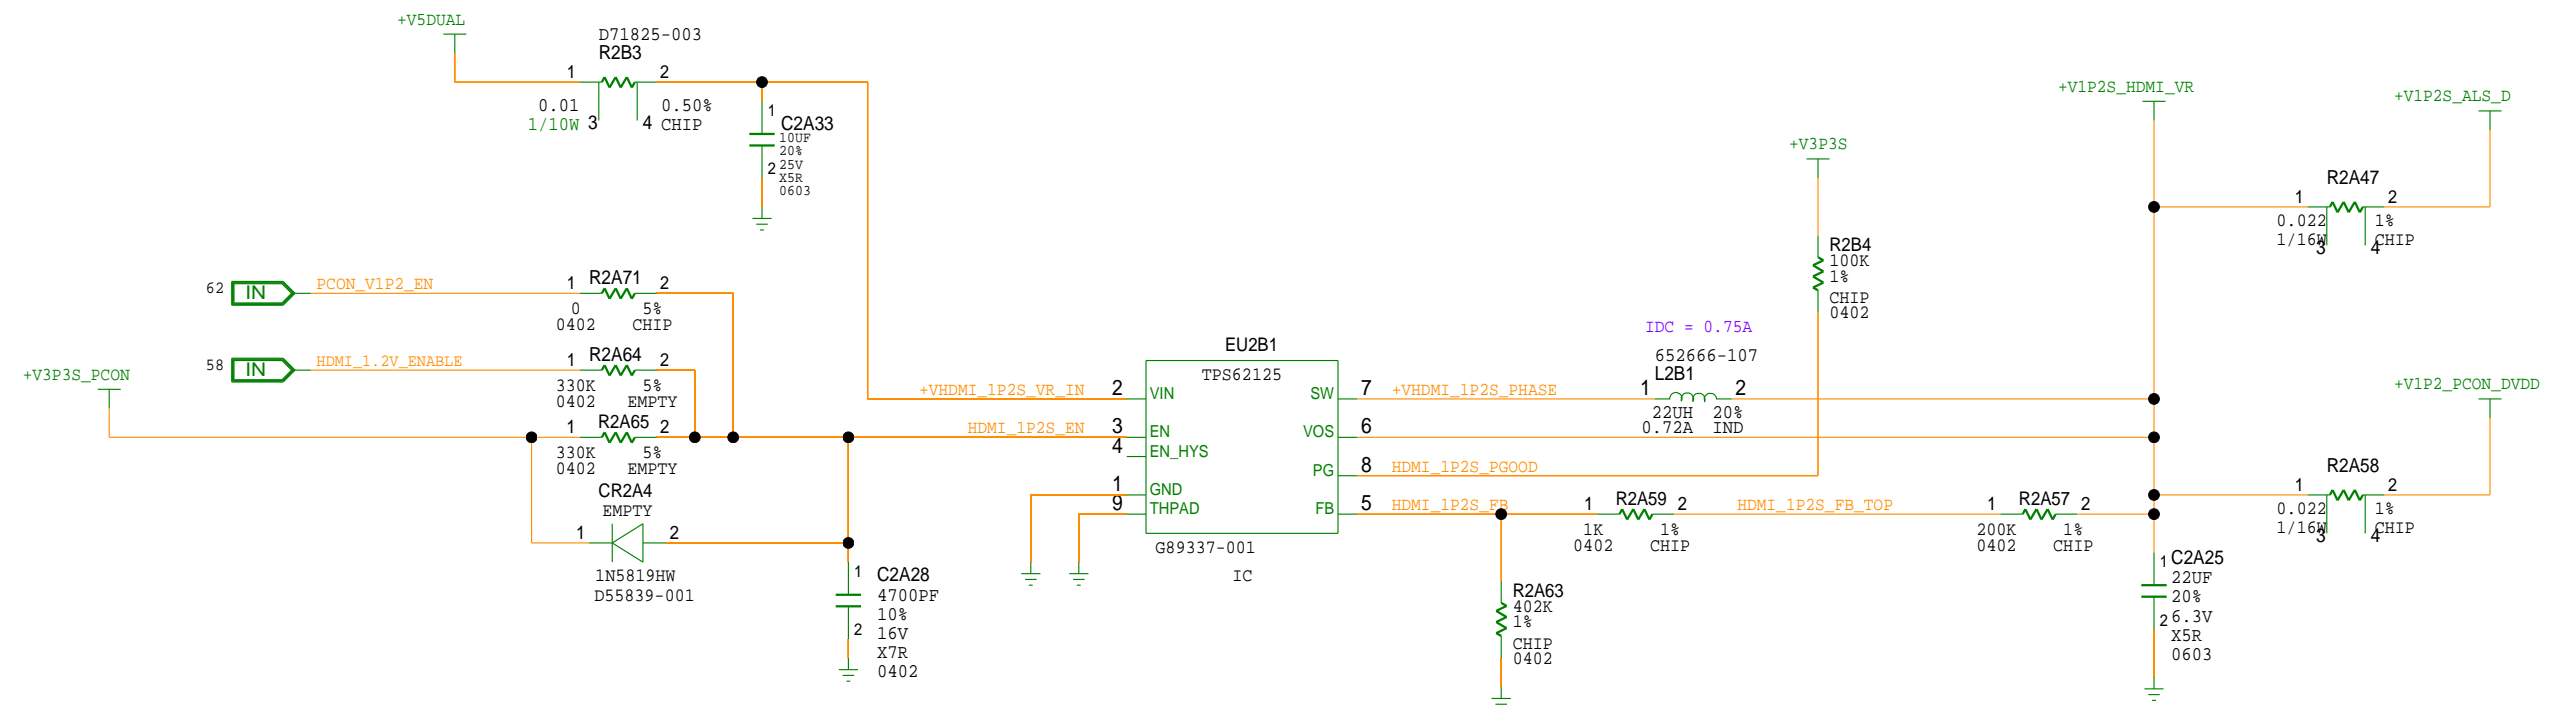 +V5DUAL
D71825-003
R2B3
1 2
0.01 0.50%
1/10W 3 4 CHIP
1
C2A33
10UF
20%
25V
2
X5R
0603
62 IN PCON_V1P2_EN
1 R2A71 2
0 5%
0402 CHIP
58 IN HDMI_1.2V_ENABLE
1 R2A64 2
330K 5%
0402 EMPTY
+V3P3S_PCON
1 R2A65 2
330K 5%
0402 EMPTY
CR2A4
EMPTY
1 2
1N5819HW
D55839-001
1
C2A28
4700PF
10%
16V
2
X7R
0402
+VHDMI_1P2S_VR_IN
HDMI_1P2S_EN
EU2B1
TPS62125
2 VIN
3 EN
4 EN_HYS
1 GND
9 THPAD
SW 7
VOS 6
PG 8
FB 5
G89337-001
IC
+VHDMI_1P2S_PHASE
HDMI_1P2S_PGOOD
HDMI_1P2S_FB
IDC = 0.75A
652666-107
L2B1
1 2
22UH 20%
0.72A IND
+V3P3S
R2B4
100K
1%
CHIP
0402
1 R2A59 2
1K 1%
0402 CHIP
HDMI_1P2S_FB_TOP
1 R2A57 2
200K 1%
0402 CHIP
R2A63
402K
1%
CHIP
0402
+V1P2S_HDMI_VR
+V1P2S_ALS_D
R2A47
1 2
0.022 1%
1/16W CHIP
3 4
+V1P2_PCON_DVDD
R2A58
1 2
0.022 1%
1/16W CHIP
3 4
1
C2A25
22UF
20%
2
6.3V
X5R
0603